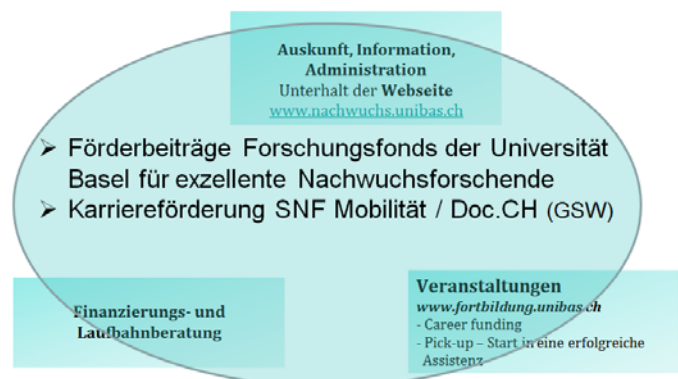 Auskunft, Information,
Administration
Unterhalt der Webseite
www.nachwuchs.unibas.ch
➢ Förderbeiträge Forschungsfonds der Universität
Basel für exzellente Nachwuchsforschende
➢ Karriereförderung SNF Mobilität / Doc.CH (GSW)
Finanzierungs- und
Laufbahnberatung
Veranstaltungen
www.fortbildung.unibas.ch
- Career funding
- Pick-up – Start in eine erfolgreiche
Assistenz